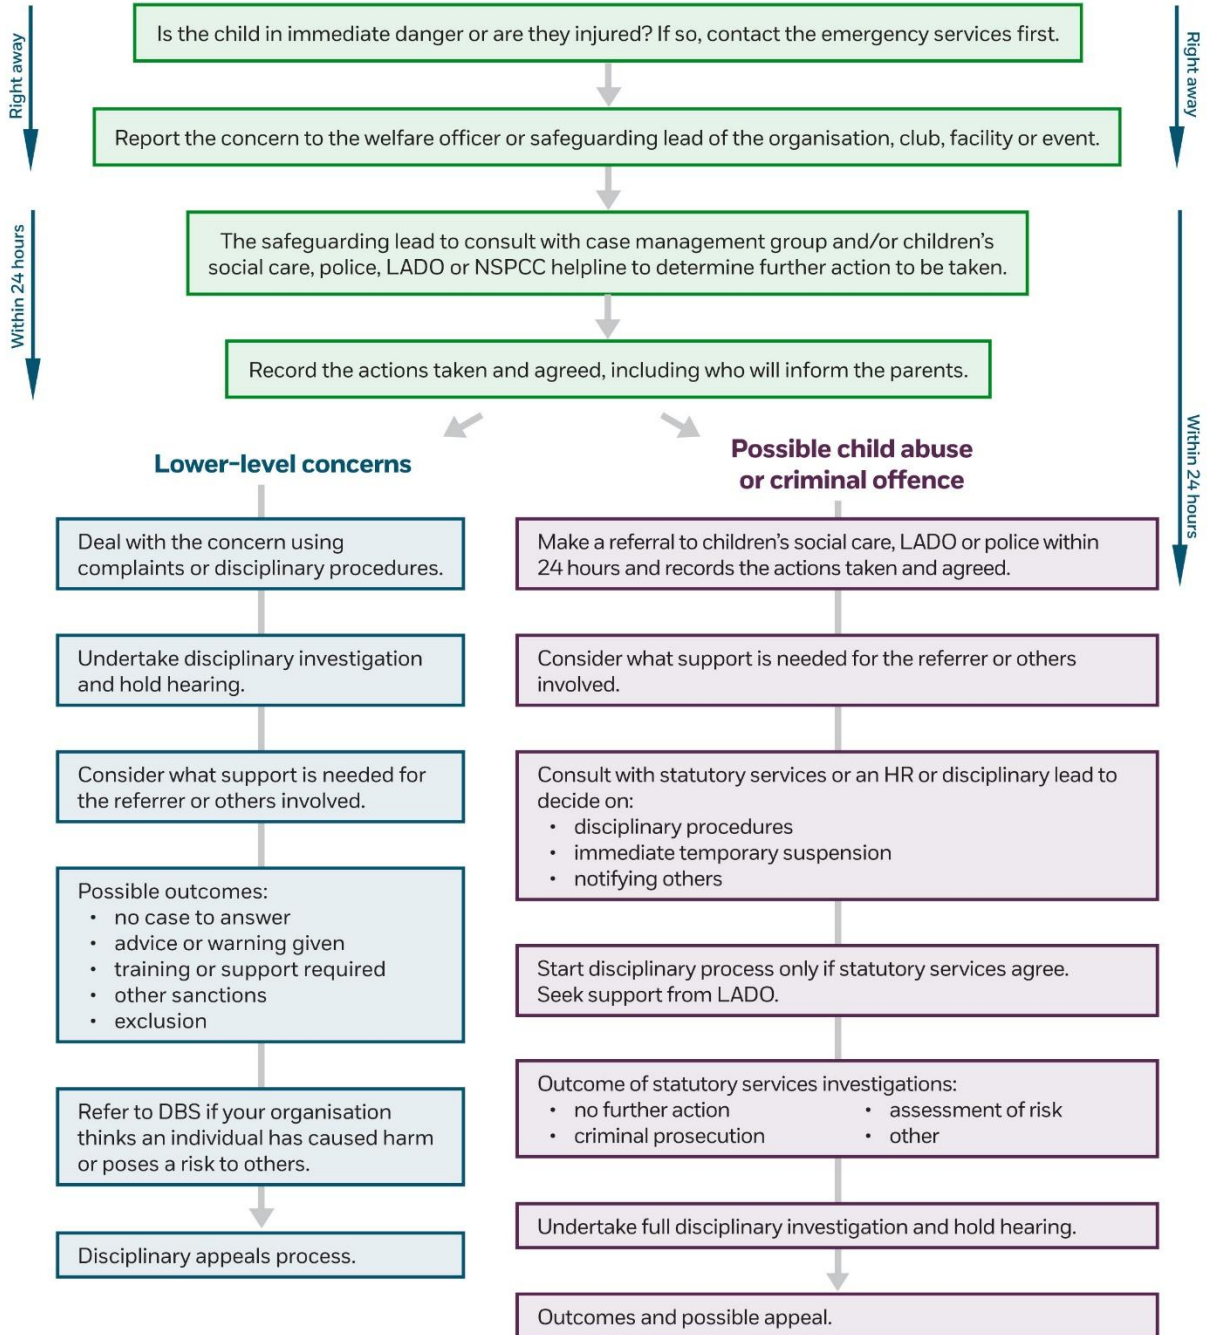 Right away
Right away
Is the child in immediate danger or are they injured? If so, contact the emergency services first.
Report the concern to the welfare officer or safeguarding lead of the organisation, club, facility or event.
Within 24 hours
Within 24 hours
The safeguarding lead to consult with case management group and/or children’s
social care, police, LADO or NSPCC helpline to determine further action to be taken.
Record the actions taken and agreed, including who will inform the parents.
Lower-level concerns
Deal with the concern using
complaints or disciplinary procedures.
Undertake disciplinary investigation
and hold hearing.
Consider what support is needed for
the referrer or others involved.
Possible outcomes:
• no case to answer
• advice or warning given
• training or support required
• other sanctions
• exclusion
Refer to DBS if your organisation
thinks an individual has caused harm
or poses a risk to others.
Disciplinary appeals process.
Possible child abuse
or criminal offence
Make a referral to children’s social care, LADO or police within
24 hours and records the actions taken and agreed.
Consider what support is needed for the referrer or others
involved.
Consult with statutory services or an HR or disciplinary lead to
decide on:
• disciplinary procedures
• immediate temporary suspension
• notifying others
Start disciplinary process only if statutory services agree.
Seek support from LADO.
Outcome of statutory services investigations:
• no further action • assessment of risk
• criminal prosecution • other
Undertake full disciplinary investigation and hold hearing.
Outcomes and possible appeal.